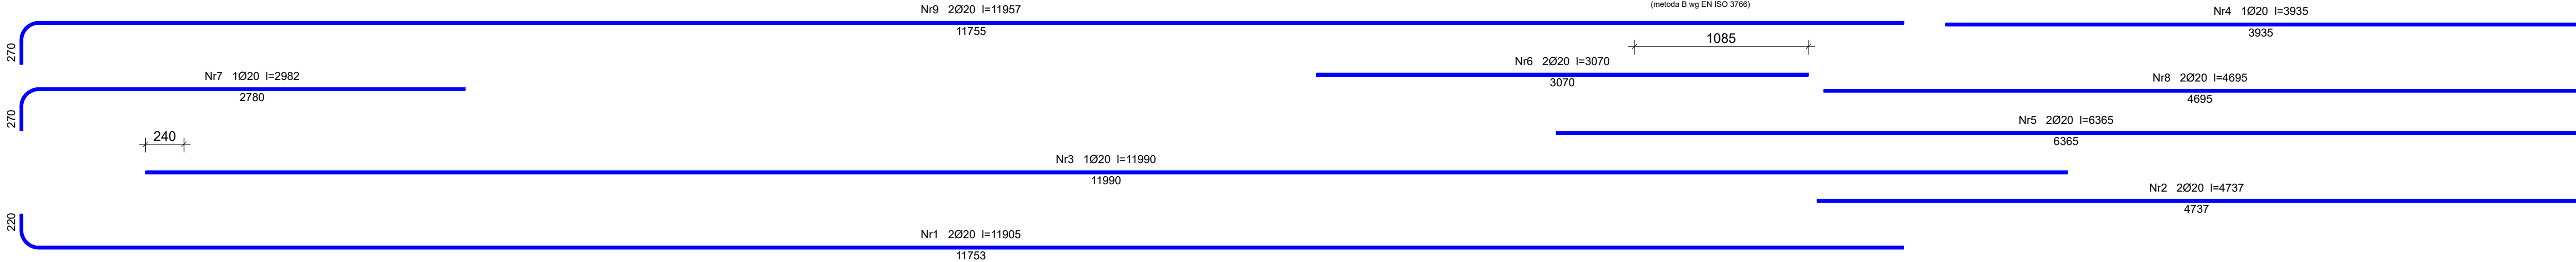 (metoda B wg EN ISO 3766)
Nr9 2Ø20 l=11957
11755
270
Nr4 1Ø20 l=3935
3935
1085
Nr6 2Ø20 l=3070
3070
Nr7 1Ø20 l=2982
2780
270
Nr8 2Ø20 l=4695
4695
Nr5 2Ø20 l=6365
6365
240
Nr3 1Ø20 l=11990
11990
Nr2 2Ø20 l=4737
4737
220
Nr1 2Ø20 l=11905
11753